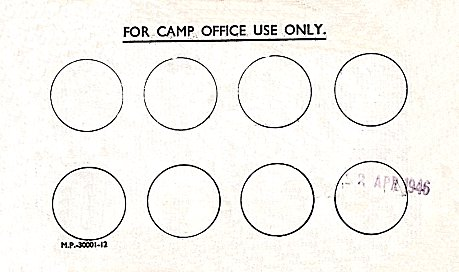 FOR CAMP OFFICE USE ONLY.
APR 1946
M.P.-30001-12